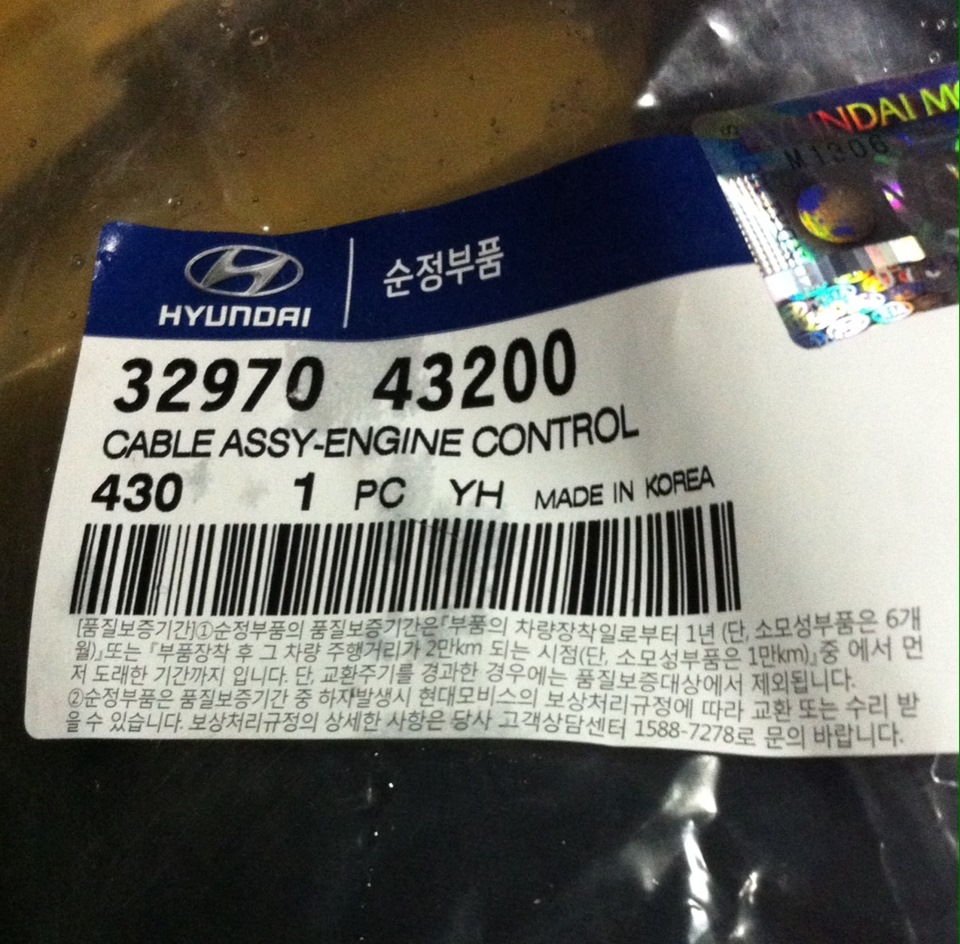 HYUNDAI M
M1306
HYUNDAI
순정부품
32970 43200
CABLE ASSY-ENGINE CONTROL
430 1 PC YH MADE IN KOREA
[품질보증기간]①순정부품의 품질보증기간은『부품의 차량장착일로부터 1년 (단, 소모성부품은 6개
월)』또는 『부품장착 후 그 차량 주행거리가 2만km 되는 시점(단, 소모성부품은 1만km)』중 에서 먼
저 도래한 기간까지 입니다. 단, 교환주기를 경과한 경우에는 품질보증대상에서 제외됩니다.
②순정부품은 품질보증기간 중 하자발생시 현대모비스의 보상처리규정에 따라 교환 또는 수리 받
을 수 있습니다. 보상처리규정의 상세한 사항은 당사 고객상담센터 1588-7278로 문의 바랍니다.